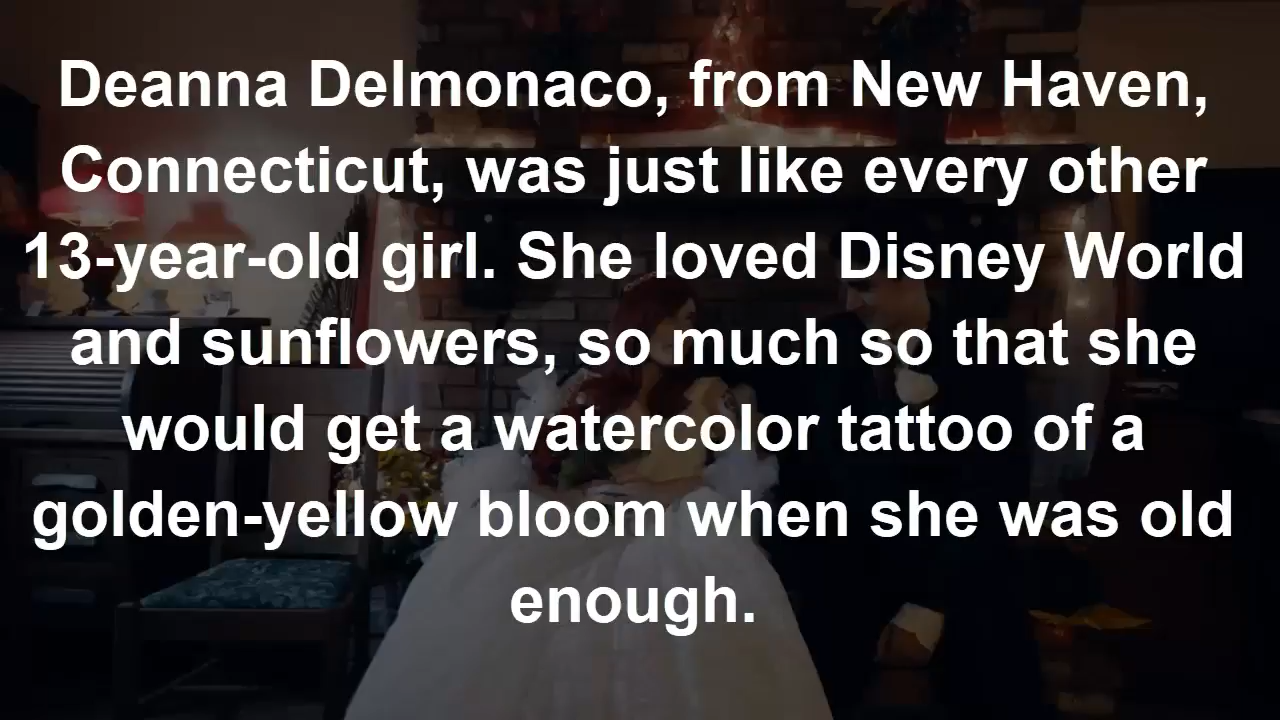 Deanna Delmonaco, from New Haven,
Connecticut, was just like every other
13-year-old girl. She loved Disney World
and sunflowers, so much so that she
would get a watercolor tattoo of a
golden-yellow bloom when she was old
enough.